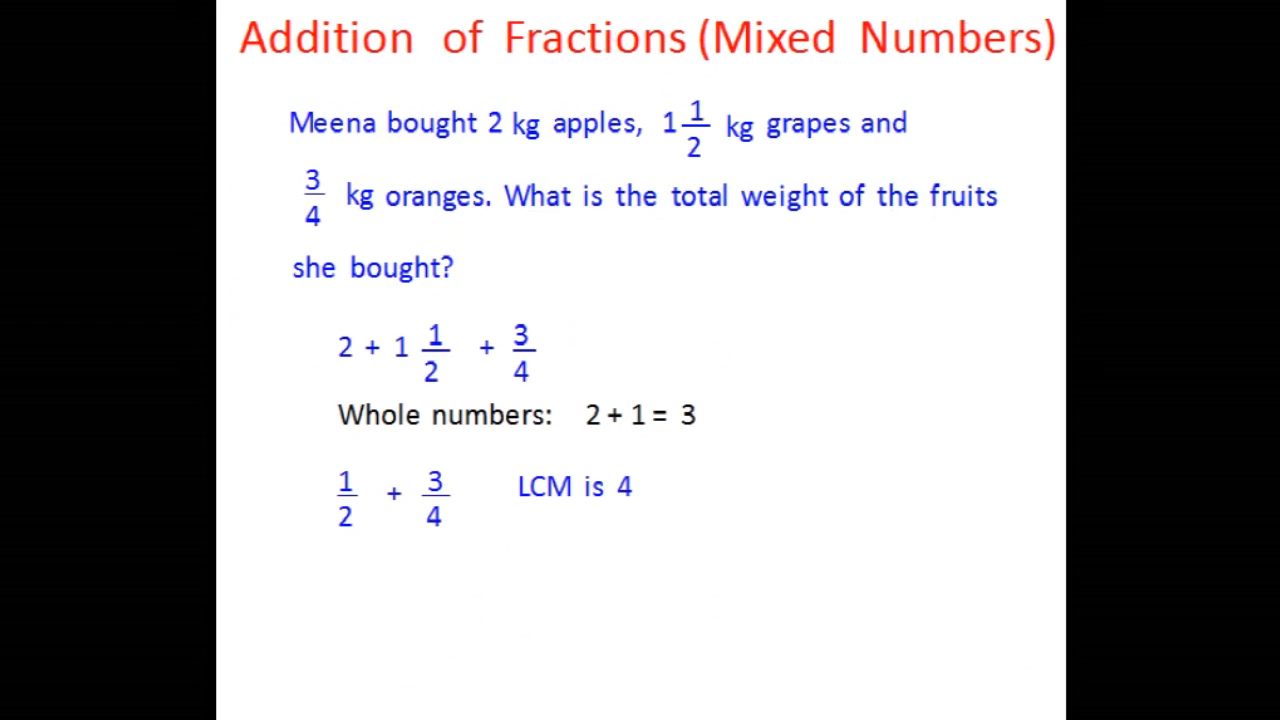 Addition of Fractions (Mixed Numbers)
Meena bought 2 kg apples, 1 1/2 kg grapes and
3/4 kg oranges. What is the total weight of the fruits
she bought?
2 + 1 1/2 + 3/4
Whole numbers: 2 + 1 = 3
1/2 + 3/4 LCM is 4